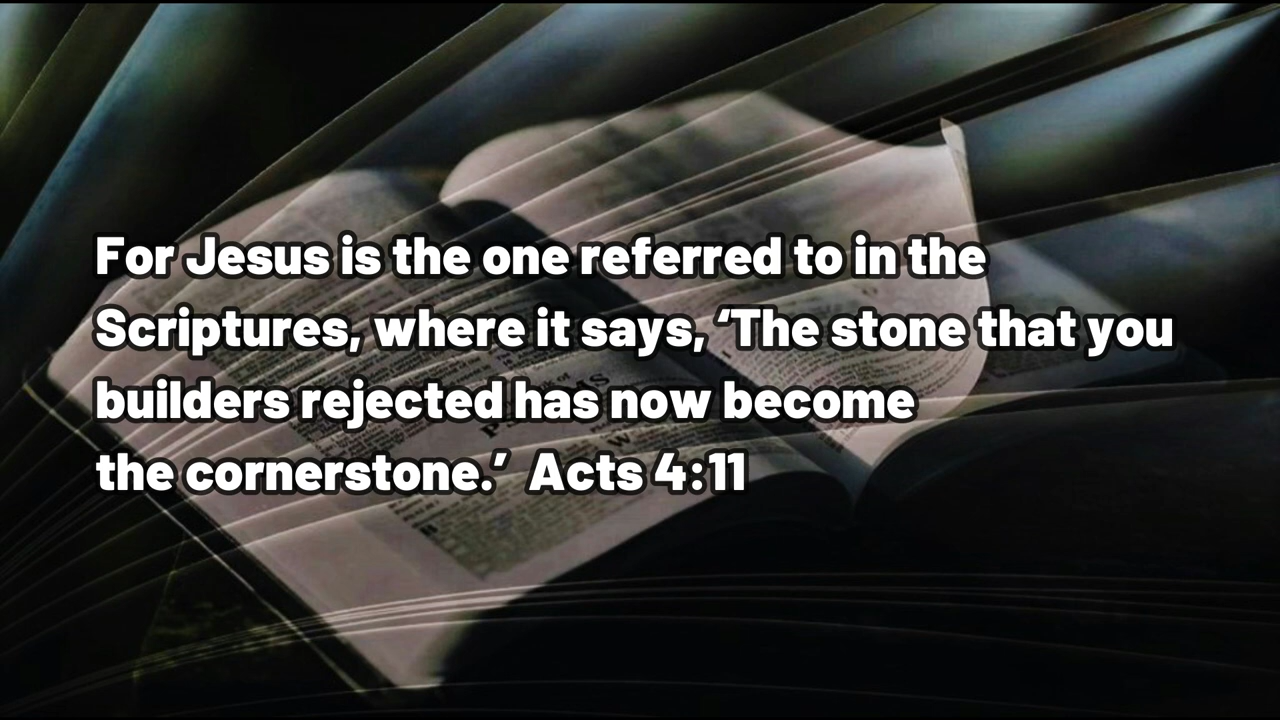 For Jesus is the one referred to in the
Scriptures, where it says, ‘The stone that you
builders rejected has now become
the cornerstone.’  Acts 4:11